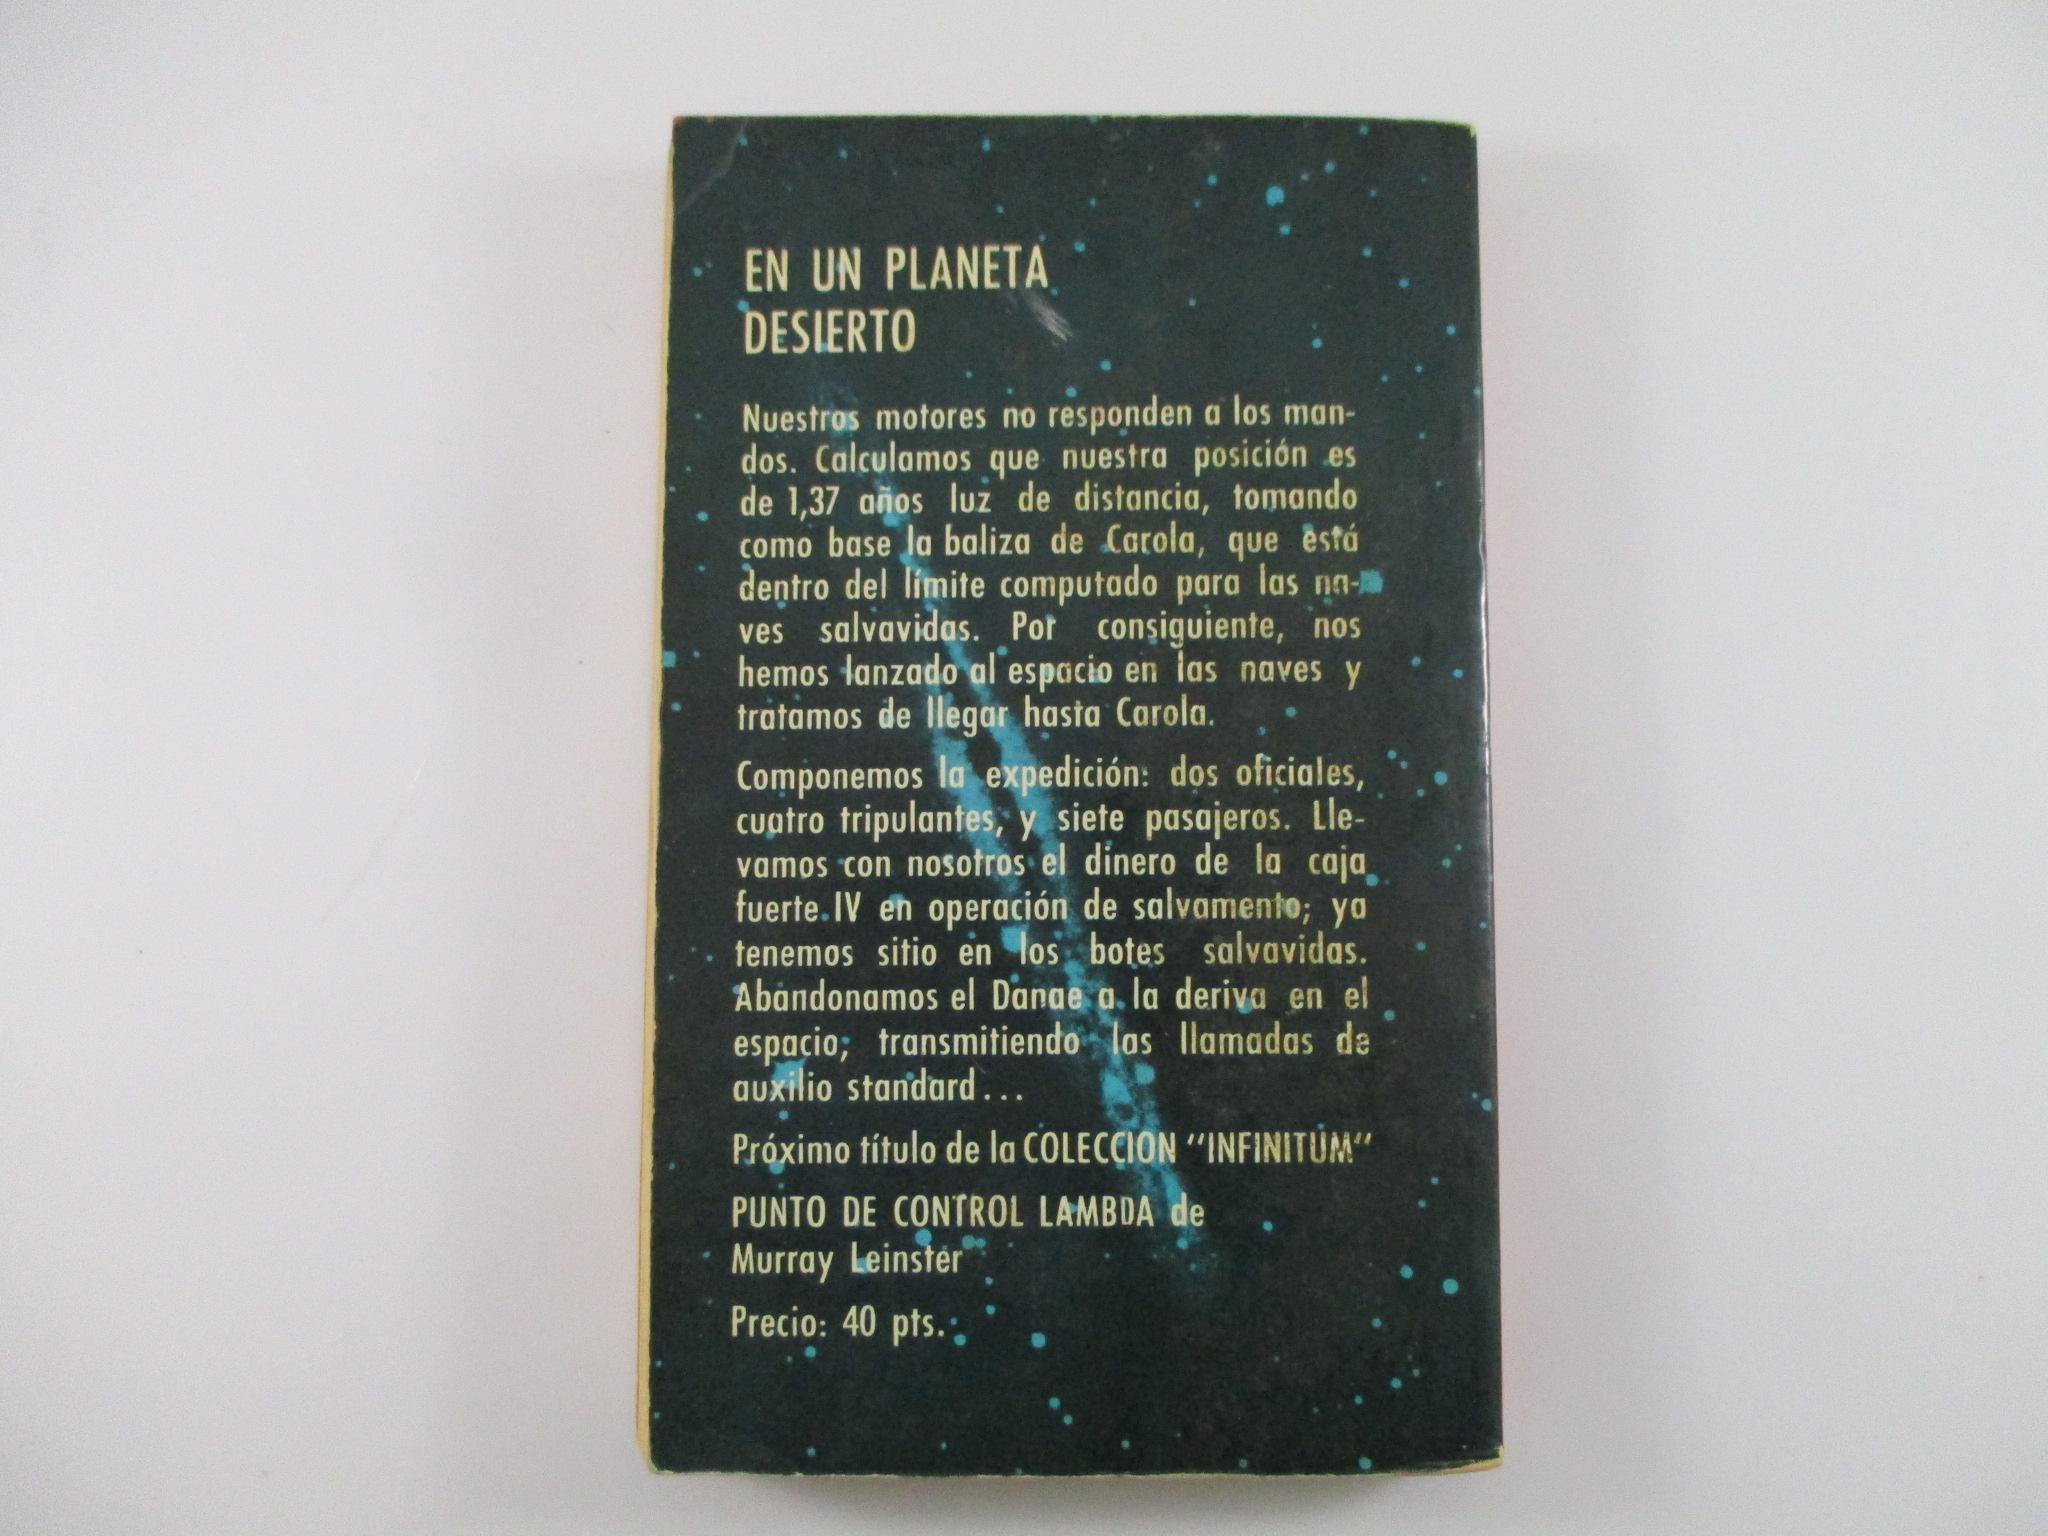 EN UN PLANETA
DESIERTO
Nuestros motores no responden a los man-
dos. Calculamos que nuestra posición es
de 1,37 años luz de distancia, tomando
como base la baliza de Carola, que está
dentro del límite computado para las na-
ves salvavidas. Por consiguiente, nos
hemos lanzado al espacio en las naves y
tratamos de llegar hasta Carola.
Componemos la expedición: dos oficiales,
cuatro tripulantes, y siete pasajeros. Lle-
vamos con nosotros el dinero de la caja
fuerte IV en operación de salvamento; ya
tenemos sitio en los botes salvavidas.
Abandonamos el Danae a la deriva en el
espacio; transmitiendo las llamadas de
auxilio standard...
Próximo título de la COLECCION "INFINITUM"
PUNTO DE CONTROL LAMBDA de
Murray Leinster
Precio: 40 pts.